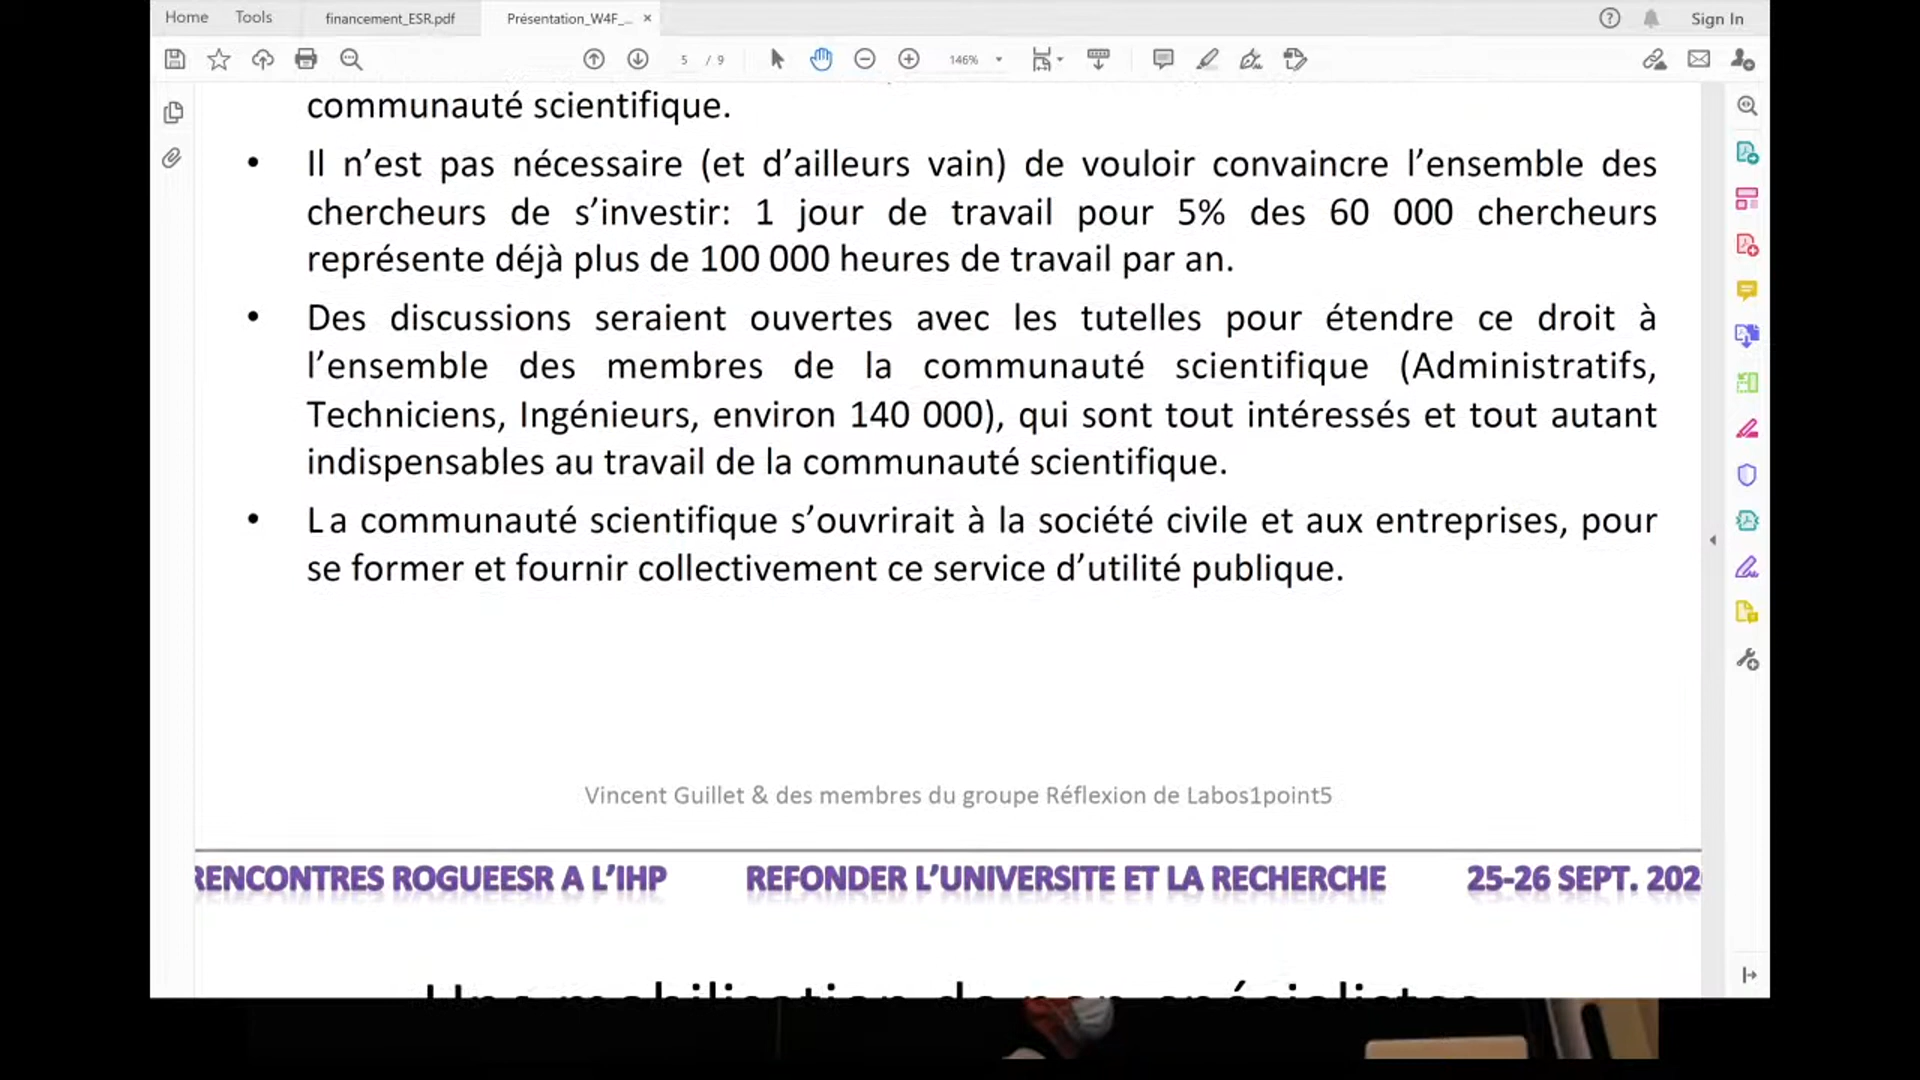 Home Tools financement_ESR.pdf Présentation_W4F_...
Sign In
5 / 9
146%
communauté scientifique.
• Il n’est pas nécessaire (et d’ailleurs vain) de vouloir convaincre l’ensemble des
chercheurs de s’investir: 1 jour de travail pour 5% des 60 000 chercheurs
représente déjà plus de 100 000 heures de travail par an.
• Des discussions seraient ouvertes avec les tutelles pour étendre ce droit à
l’ensemble des membres de la communauté scientifique (Administratifs,
Techniciens, Ingénieurs, environ 140 000), qui sont tout intéressés et tout autant
indispensables au travail de la communauté scientifique.
• La communauté scientifique s’ouvrirait à la société civile et aux entreprises, pour
se former et fournir collectivement ce service d’utilité publique.
Vincent Guillet & des membres du groupe Réflexion de Labos1point5
RENCONTRES ROGUEESR A L’IHP REFONDER L’UNIVERSITE ET LA RECHERCHE 25-26 SEPT. 202
Une mobilisation de non spécialistes